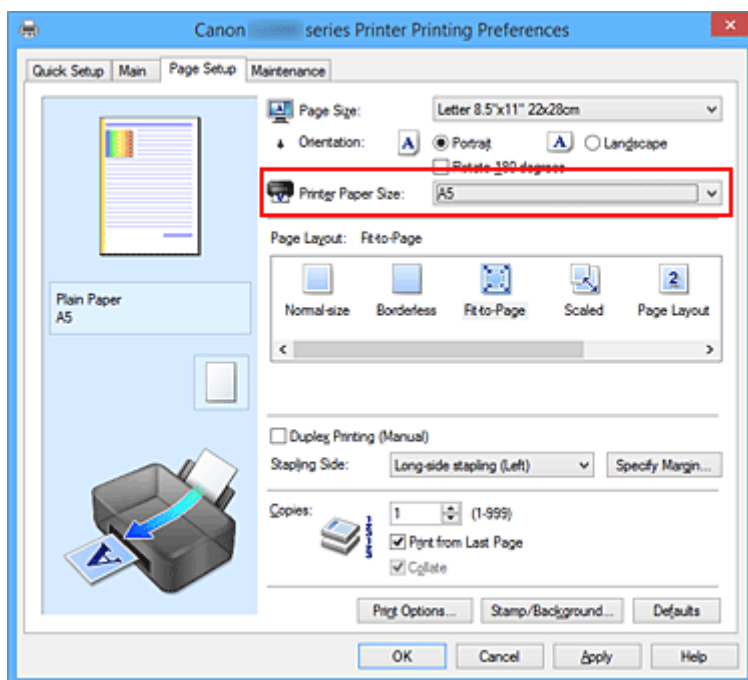 Canon series Printer Printing Preferences
Quick Setup Main Page Setup Maintenance
Page Size: Letter 8.5"x11" 22x28cm
Orientation: A Portrait A Landscape
Rotate 180 degrees
Printer Paper Size: A5
Page Layout: Fit-to-Page
Normal-size Borderless Fit-to-Page Scaled 2 Page Layout
Plain Paper
A5
Duplex Printing (Manual)
Stapling Side: Long-side stapling (Left) Specify Margin...
Copies: 1 (1-999)
Print from Last Page
Collate
A
Print Options... Stamp/Background... Defaults
OK Cancel Apply Help